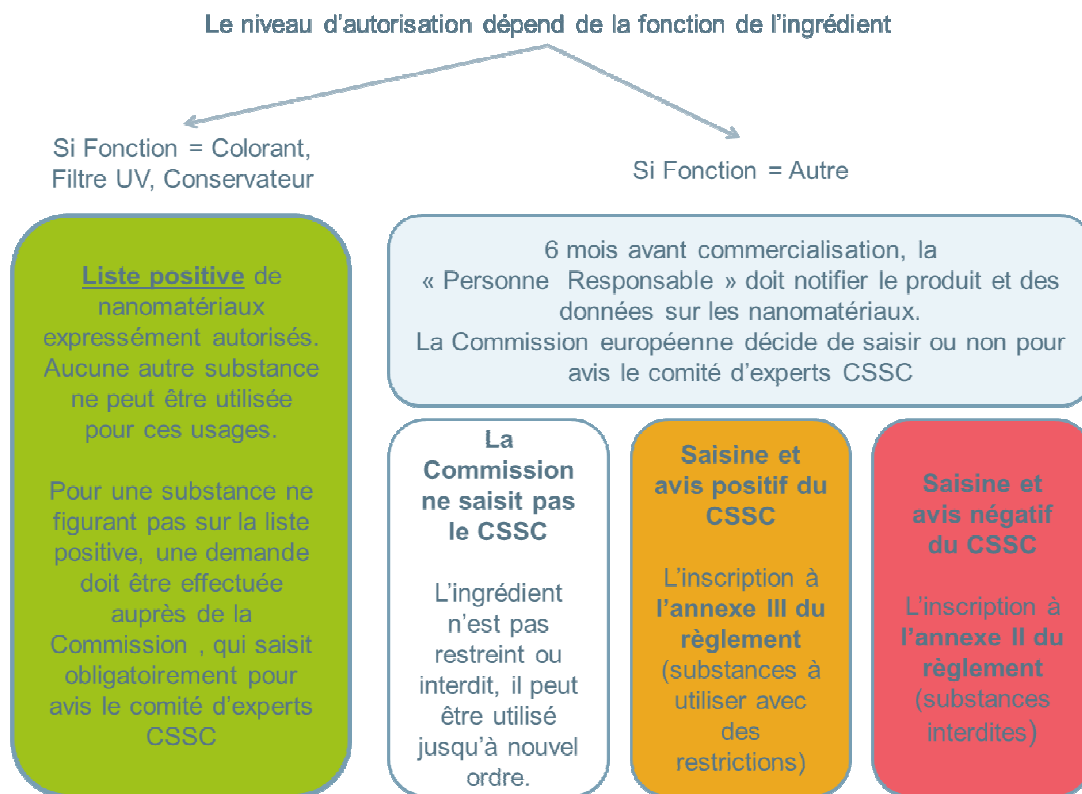 Le niveau d'autorisation dépend de la fonction de l'ingrédient
Si Fonction = Colorant,
Filtre UV, Conservateur
Si Fonction = Autre
Liste positive de
nanomatériaux
expressément autorisés.
Aucune autre substance
ne peut être utilisée
pour ces usages.
Pour une substance ne
figurant pas sur la liste
positive, une demande
doit être effectuée
auprès de la
Commission , qui saisit
obligatoirement pour
avis le comité d'experts
CSSC
6 mois avant commercialisation, la
« Personne Responsable » doit notifier le produit et des
données sur les nanomatériaux.
La Commission européenne décide de saisir ou non pour
avis le comité d'experts CSSC
La
Commission
ne saisit pas
le CSSC
L'ingrédient
n'est pas
restreint ou
interdit, il peut
être utilisé
jusqu'à nouvel
ordre.
Saisine et
avis positif du
CSSC
L'inscription à
l'annexe III du
règlement
(substances à
utiliser avec
des
restrictions)
Saisine et
avis négatif
du CSSC
L'inscription à
l'annexe II du
règlement
(substances
interdites)